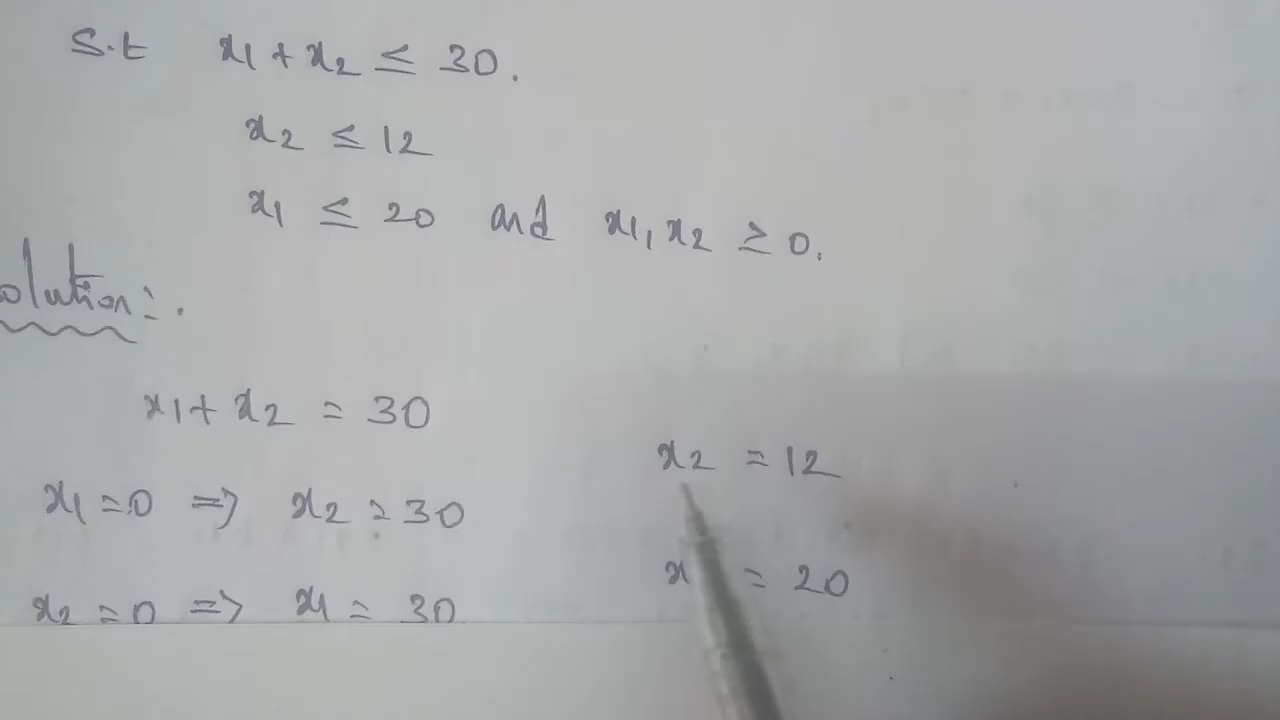 S.t x1 + x2 ≤ 30.
x2 ≤ 12
x1 ≤ 20 and x1, x2 ≥ 0.
olution:.
x1 + x2 = 30
x1 = 0 => x2 = 30
x2 = 0 => x1 = 30
x2 = 12
x = 20